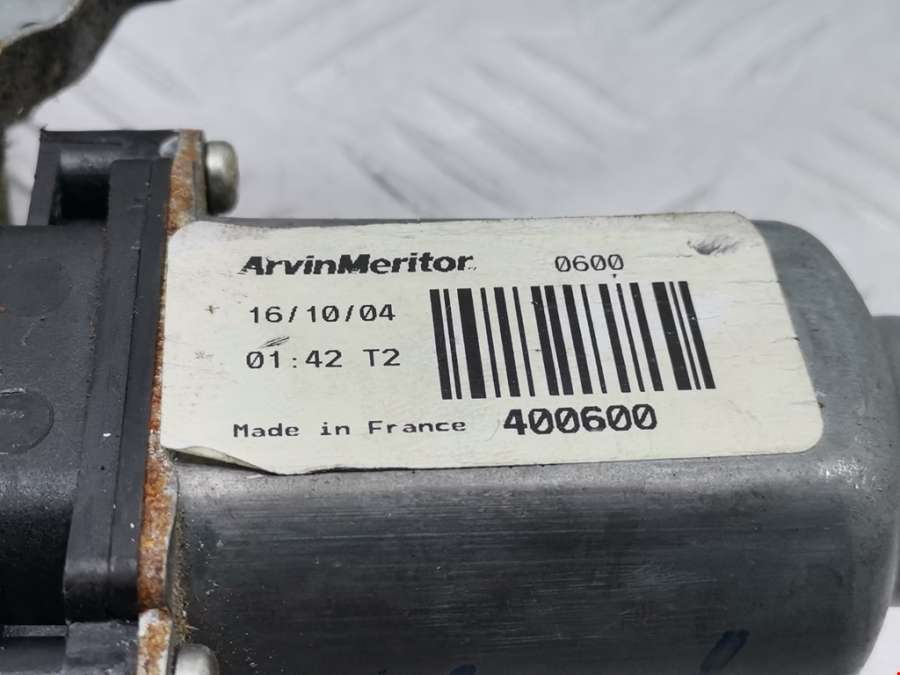 ArvinMeritor 0600
16/10/04
01:42 T2
Made in France 400600